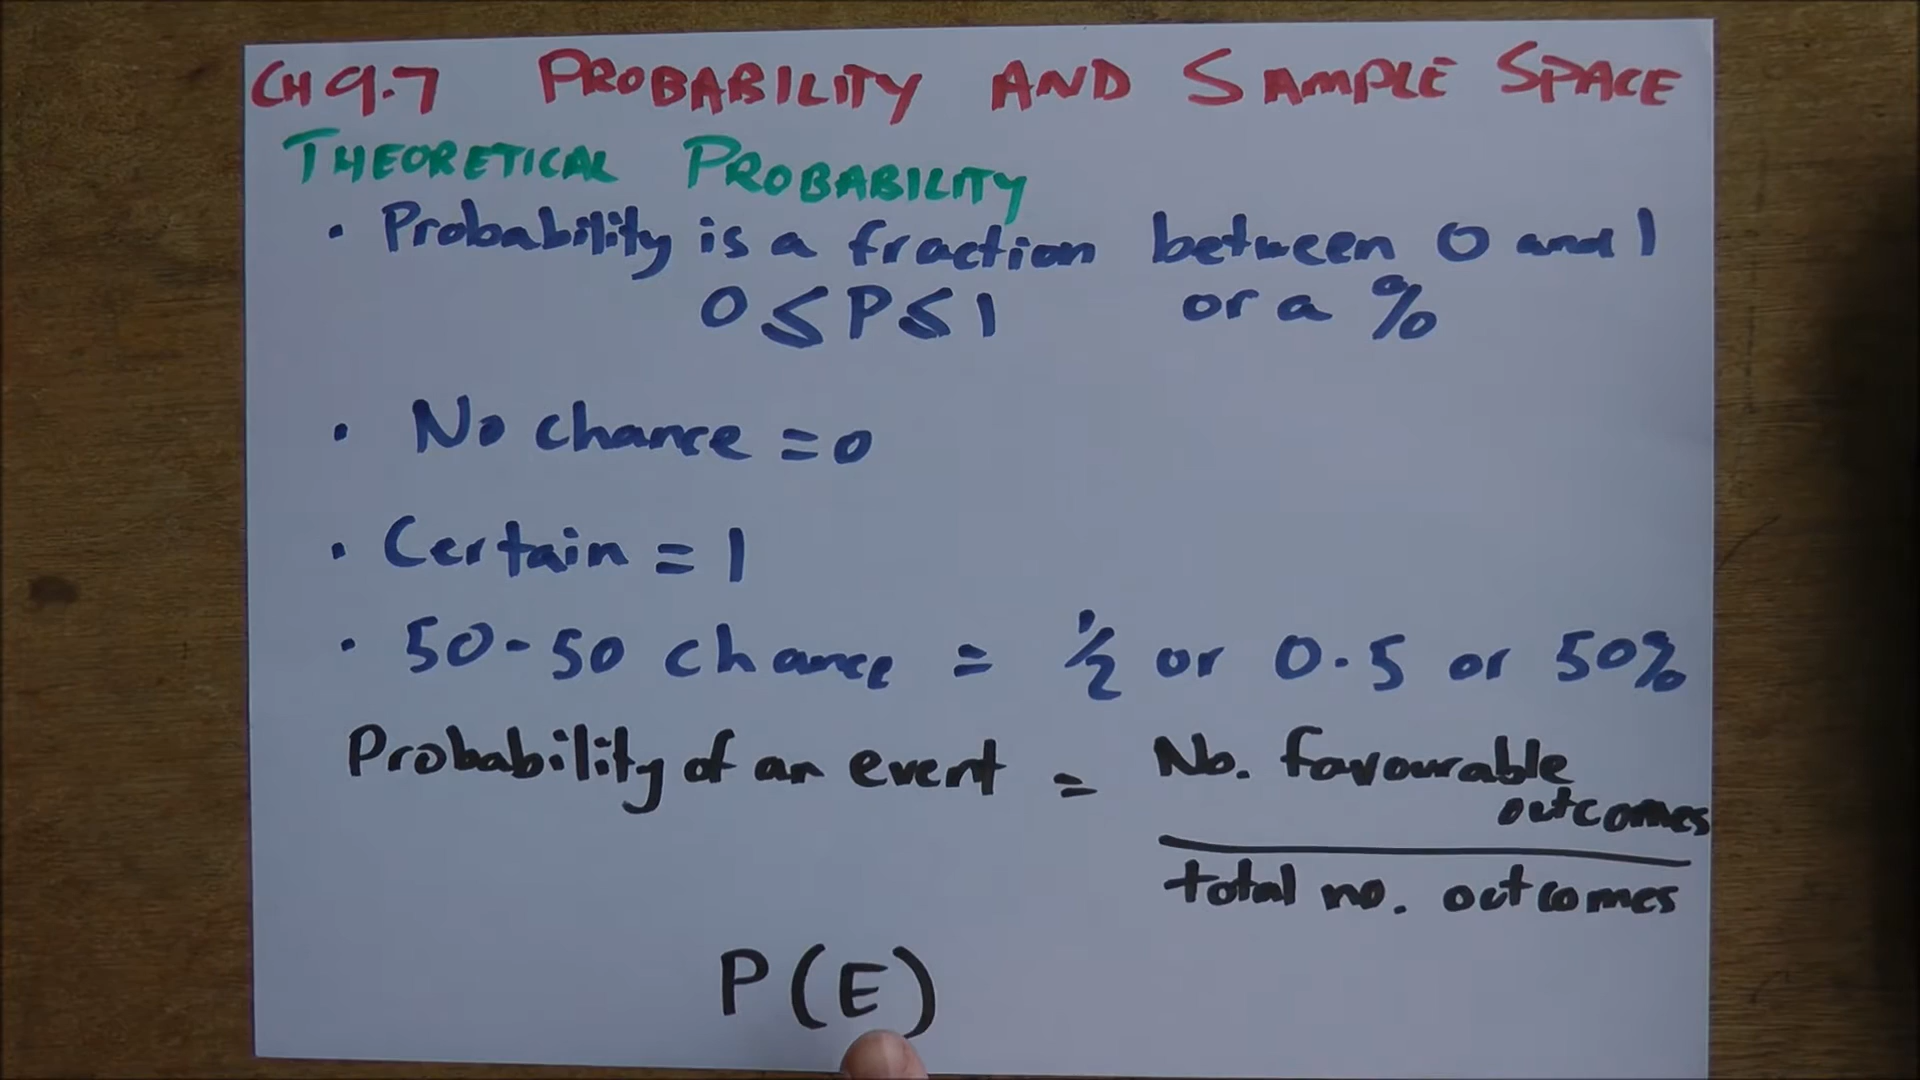 CH 9.7 PROBABILITY AND SAMPLE SPACE
THEORETICAL PROBABILITY
• Probability is a fraction between 0 and 1
0 ≤ P ≤ 1 or a %
• No chance = 0
• Certain = 1
• 50-50 chance = 1/2 or 0.5 or 50%
Probability of an event = No. favourable
outcomes
total no. outcomes
P(E)